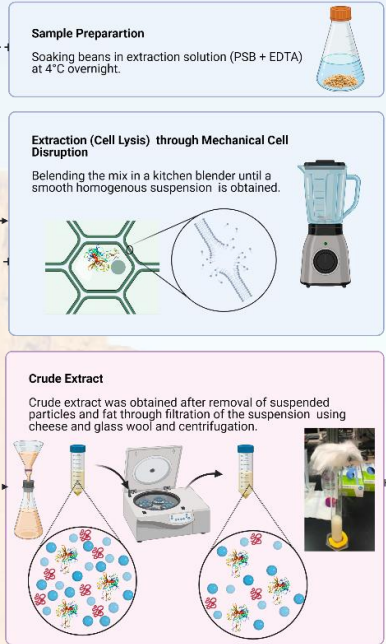 Sample Preparartion
Soaking beans in extraction solution (PSB + EDTA)
at 4°C overnight.
Extraction (Cell Lysis) through Mechanical Cell
Disruption
Belending the mix in a kitchen blender until a
smooth homogenous suspension is obtained.
Crude Extract
Crude extract was obtained after removal of suspended
particles and fat through filtration of the suspension using
cheese and glass wool and centrifugation.